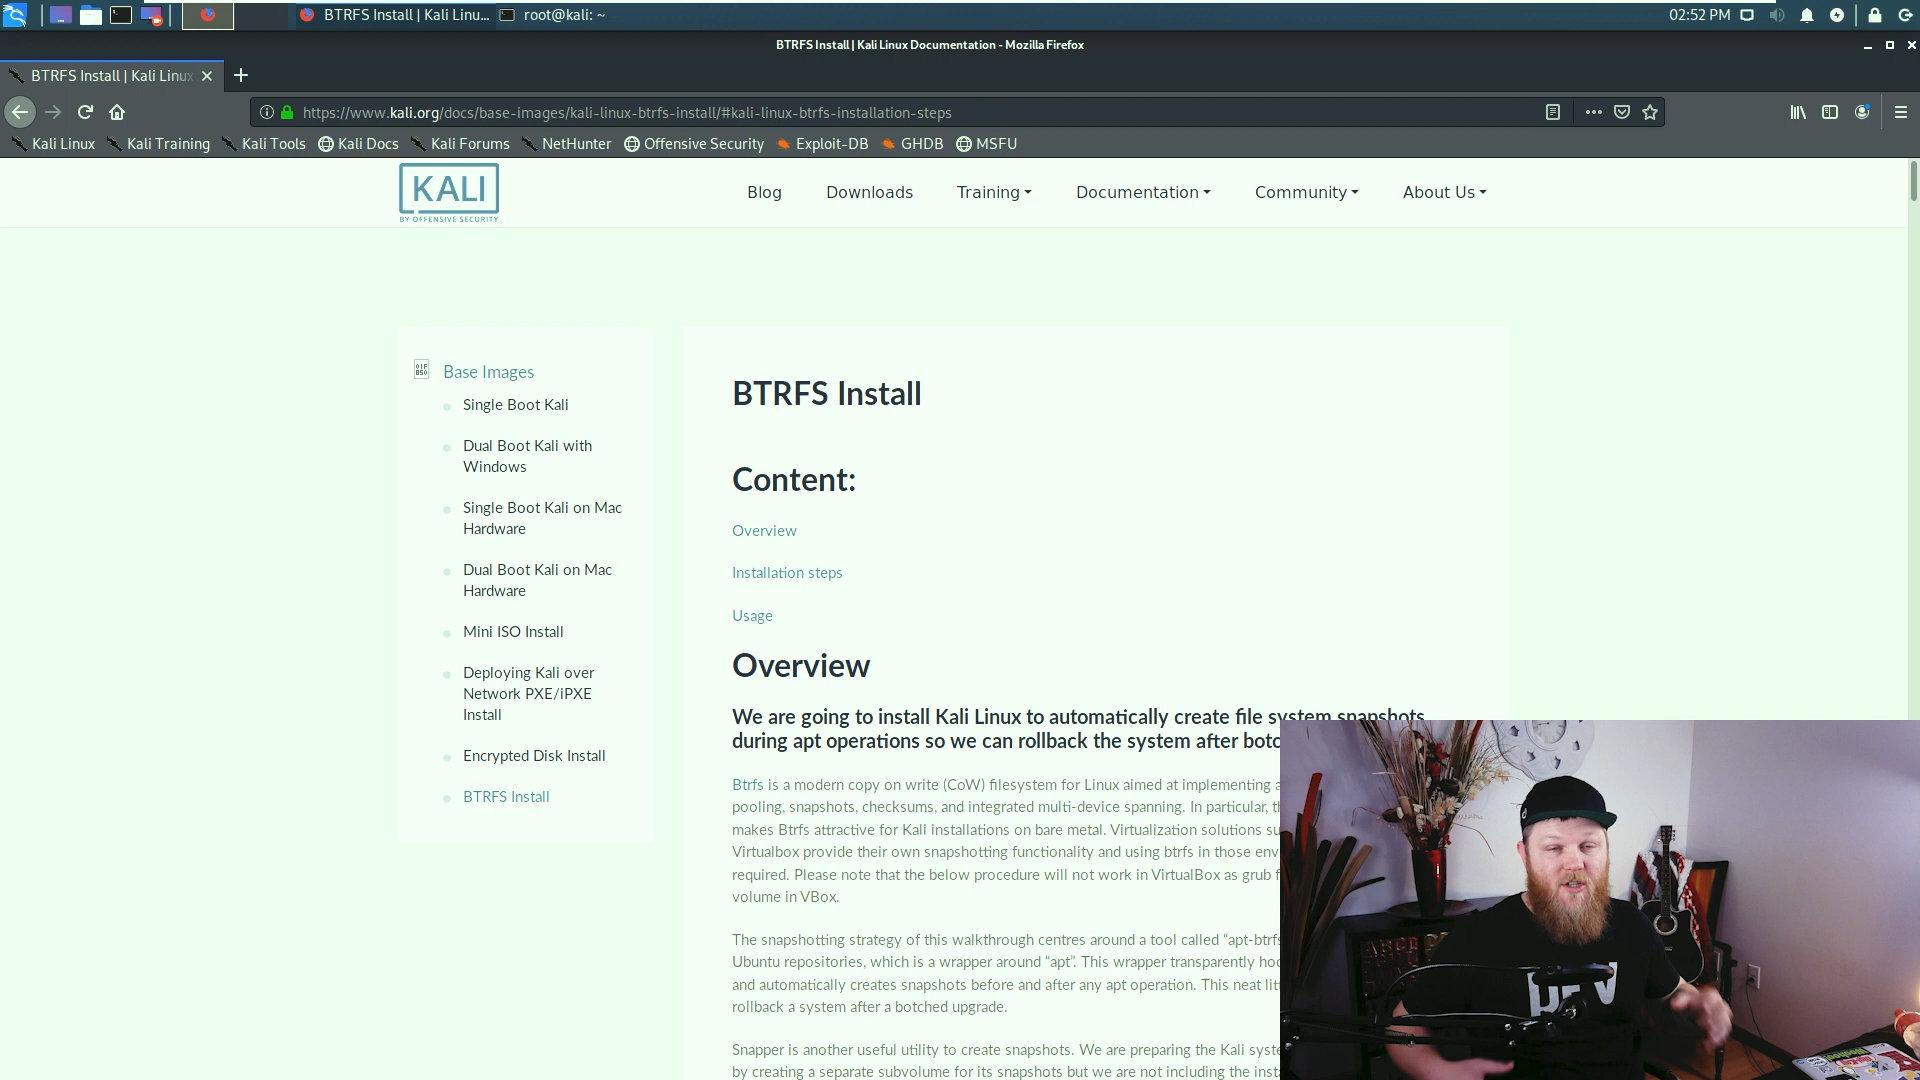 BTRFS Install | Kali Linu...
root@kali: ~
02:52 PM
BTRFS Install | Kali Linux Documentation - Mozilla Firefox
BTRFS Install | Kali Linux
https://www.kali.org/docs/base-images/kali-linux-btrfs-install/#kali-linux-btrfs-installation-steps
Kali Linux Kali Training Kali Tools Kali Docs Kali Forums NetHunter Offensive Security Exploit-DB GHDB MSFU
KALI
BY OFFENSIVE SECURITY
Blog Downloads Training Documentation Community About Us
Base Images
Single Boot Kali
Dual Boot Kali with
Windows
Single Boot Kali on Mac
Hardware
Dual Boot Kali on Mac
Hardware
Mini ISO Install
Deploying Kali over
Network PXE/iPXE
Install
Encrypted Disk Install
BTRFS Install
BTRFS Install
Content:
Overview
Installation steps
Usage
Overview
We are going to install Kali Linux to automatically create file system snapshots
during apt operations so we can rollback the system after botc
Btrfs is a modern copy on write (CoW) filesystem for Linux aimed at implementing a
pooling, snapshots, checksums, and integrated multi-device spanning. In particular, th
makes Btrfs attractive for Kali installations on bare metal. Virtualization solutions su
Virtualbox provide their own snapshotting functionality and using btrfs in those env
required. Please note that the below procedure will not work in VirtualBox as grub f
volume in VBox.
The snapshotting strategy of this walkthrough centres around a tool called “apt-btrfs
Ubuntu repositories, which is a wrapper around “apt”. This wrapper transparently hoo
and automatically creates snapshots before and after any apt operation. This neat lit
rollback a system after a botched upgrade.
Snapper is another useful utility to create snapshots. We are preparing the Kali syste
by creating a separate subvolume for its snapshots but we are not including the insta